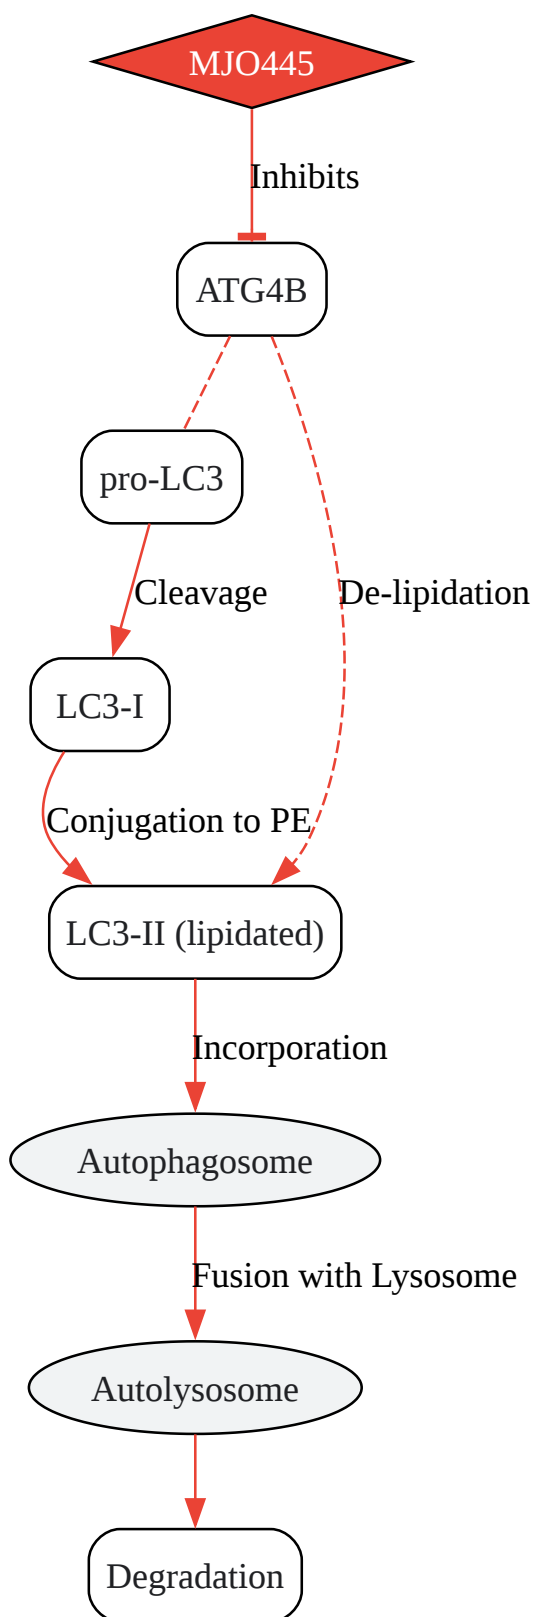 MJO445
Inhibits
ATG4B
pro-LC3
Cleavage
De-lipidation
LC3-I
Conjugation to PE
LC3-II (lipidated)
Incorporation
Autophagosome
Fusion with Lysosome
Autolysosome
Degradation